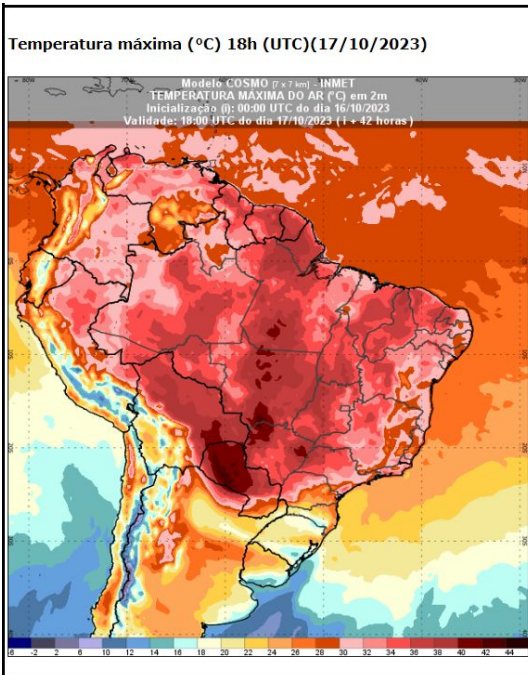 Temperatura máxima (ºC) 18h (UTC)(17/10/2023)
Modelo COSMO [7 x 7 km] - INMET
TEMPERATURA MÁXIMA DO AR (°C) em 2m
Inicialização (i): 00:00 UTC do dia 16/10/2023
Validade: 18:00 UTC do dia 17/10/2023 ( i + 42 horas )
-6 -2 2 6 10 12 14 16 18 20 22 24 26 28 30 32 34 36 38 40 42 44